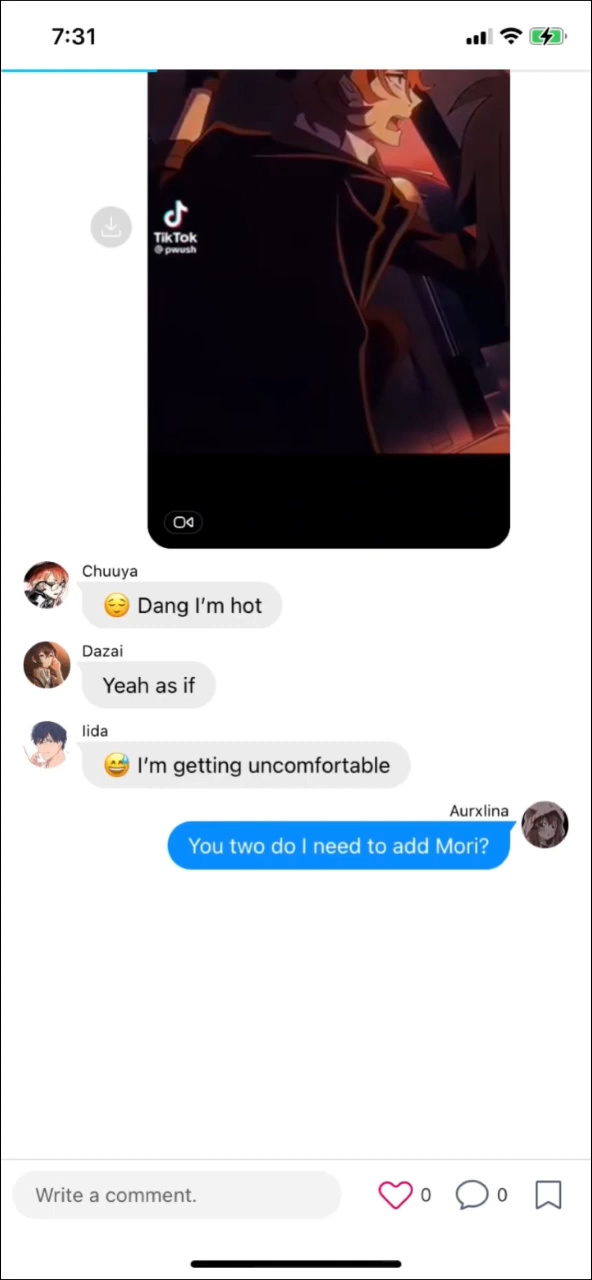 7:31
TikTok
@pwush
Chuuya
😌 Dang I'm hot
Dazai
Yeah as if
Iida
😅 I'm getting uncomfortable
Aurxlina
You two do I need to add Mori?
Write a comment.
0
0